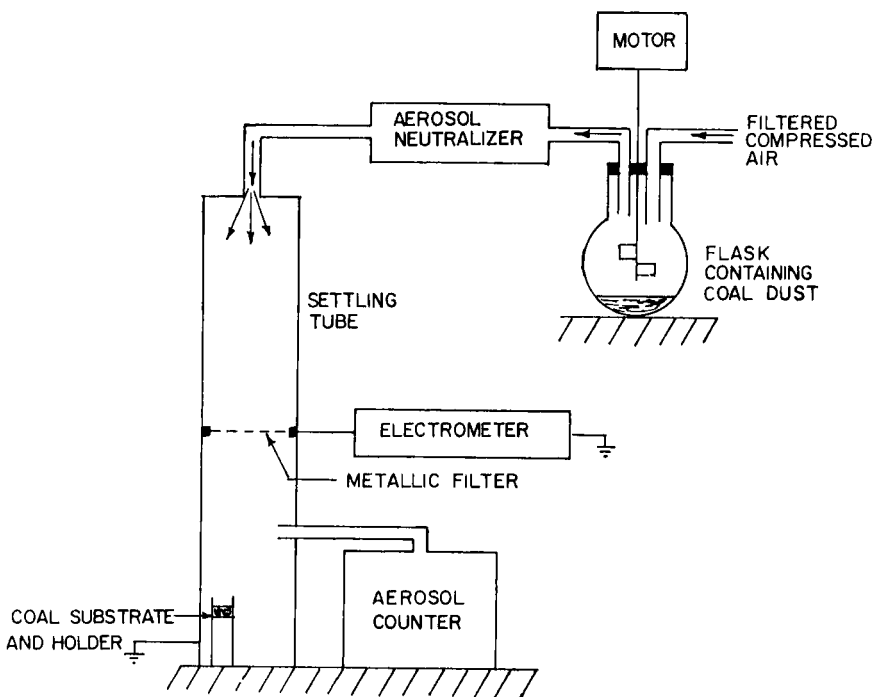 MOTOR
AEROSOL
NEUTRALIZER
FILTERED
COMPRESSED
AIR
FLASK
CONTAINING
COAL DUST
SETTLING
TUBE
ELECTROMETER
METALLIC FILTER
AEROSOL
COUNTER
COAL SUBSTRATE
AND HOLDER